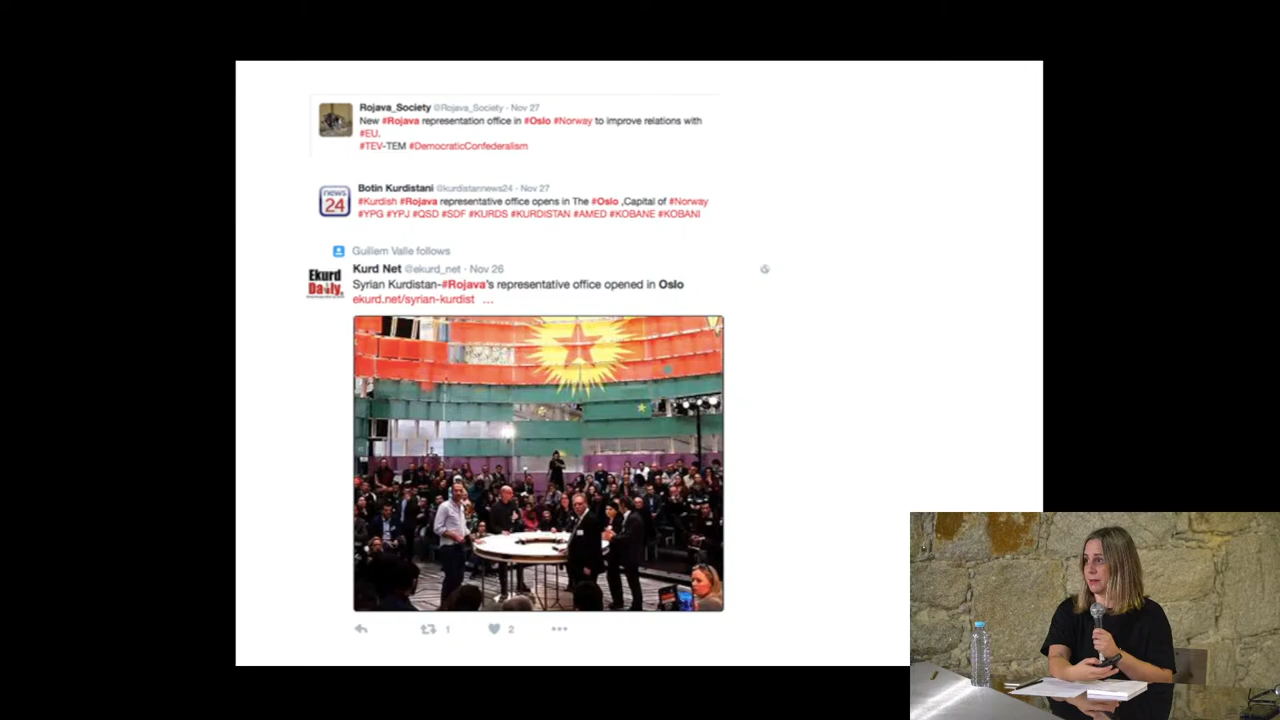 Rojava_Society @Rojava_Society · Nov 27
New #Rojava representation office in #Oslo #Norway to improve relations with
#EU.
#TEV-TEM #DemocraticConfederalism
Botin Kurdistani @kurdistannews24 · Nov 27
news
24
#Kurdish #Rojava representative office opens in The #Oslo ,Capital of #Norway
#YPG #YPJ #QSD #SDF #KURDS #KURDISTAN #AMED #KOBANE #KOBANI
Guillem Valle follows
Kurd Net @ekurd_net · Nov 26
Ekurd
Daily.
Syrian Kurdistan-#Rojava's representative office opened in Oslo
ekurd.net/syrian-kurdist ...
1
2